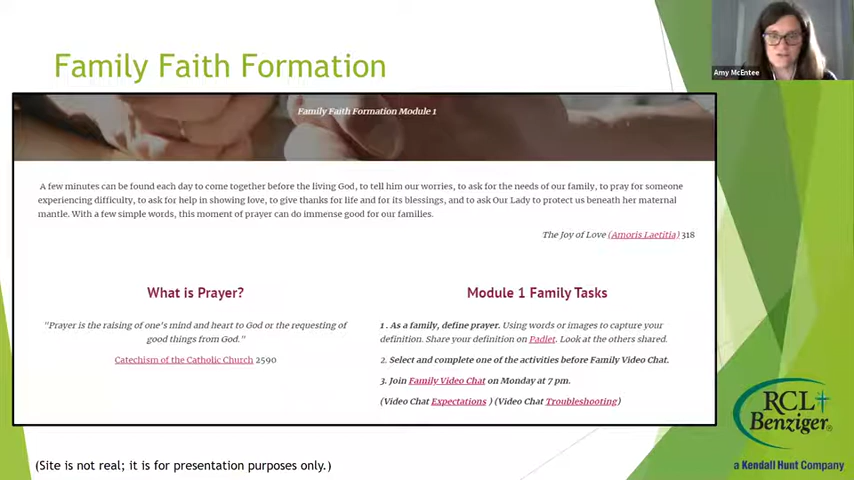 Family Faith Formation
Amy McEntee
Family Faith Formation Module 1
A few minutes can be found each day to come together before the living God, to tell him our worries, to ask for the needs of our family, to pray for someone
experiencing difficulty, to ask for help in showing love, to give thanks for life and for its blessings, and to ask Our Lady to protect us beneath her maternal
mantle. With a few simple words, this moment of prayer can do immense good for our families.
The Joy of Love (Amoris Laetitia) 318
What is Prayer?
"Prayer is the raising of one's mind and heart to God or the requesting of
good things from God."
Catechism of the Catholic Church 2590
Module 1 Family Tasks
1 . As a family, define prayer. Using words or images to capture your
definition. Share your definition on Padlet. Look at the others shared.
2. Select and complete one of the activities before Family Video Chat.
3. Join Family Video Chat on Monday at 7 pm.
(Video Chat Expectations ) (Video Chat Troubleshooting)
RCL
Benziger®
a Kendall Hunt Company
(Site is not real; it is for presentation purposes only.)